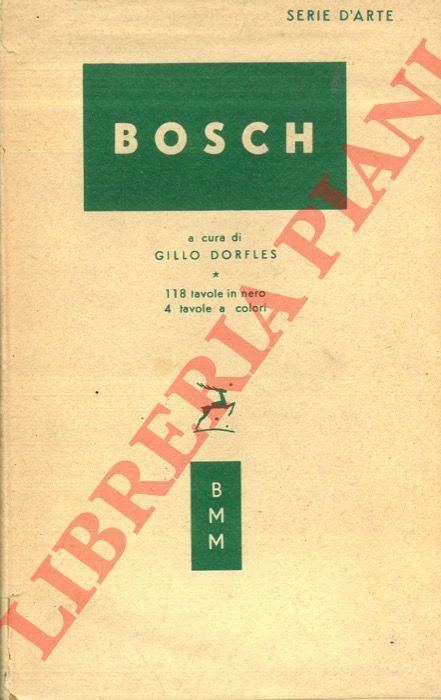 SERIE D'ARTE
BOSCH
a cura di
GILLO DORFLES
*
118 tavole in nero
4 tavole a colori
B
M
M
LIBRERIA PIANI